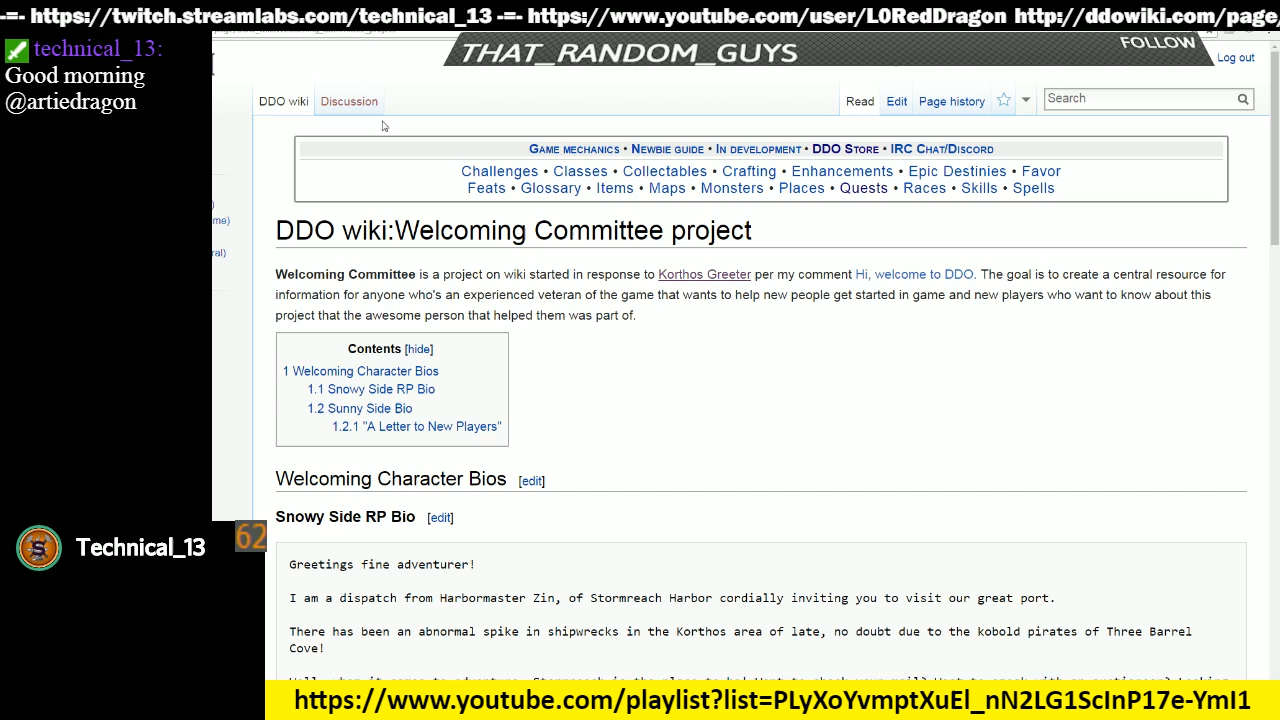 -=- https://twitch.streamlabs.com/technical_13 -=- https://www.youtube.com/user/L0RedDragon http://ddowiki.com/page/
technical_13:
Good morning
@artiedragon
THAT_RANDOM_GUYS
FOLLOW
Log out
DDO wiki
Discussion
Read
Edit
Page history
Search
Game mechanics • Newbie guide • In development • DDO Store • IRC Chat/Discord
Challenges • Classes • Collectables • Crafting • Enhancements • Epic Destinies • Favor
Feats • Glossary • Items • Maps • Monsters • Places • Quests • Races • Skills • Spells
me)
ral)
DDO wiki:Welcoming Committee project
Welcoming Committee is a project on wiki started in response to Korthos Greeter per my comment Hi, welcome to DDO. The goal is to create a central resource for
information for anyone who's an experienced veteran of the game that wants to help new people get started in game and new players who want to know about this
project that the awesome person that helped them was part of.
Contents [hide]
1 Welcoming Character Bios
1.1 Snowy Side RP Bio
1.2 Sunny Side Bio
1.2.1 "A Letter to New Players"
Welcoming Character Bios [edit]
Snowy Side RP Bio [edit]
Technical_13
62
Greetings fine adventurer!
I am a dispatch from Harbormaster Zin, of Stormreach Harbor cordially inviting you to visit our great port.
There has been an abnormal spike in shipwrecks in the Korthos area of late, no doubt due to the kobold pirates of Three Barrel
Cove!
https://www.youtube.com/playlist?list=PLyXoYvmptXuEl_nN2LG1ScInP17e-YmI1